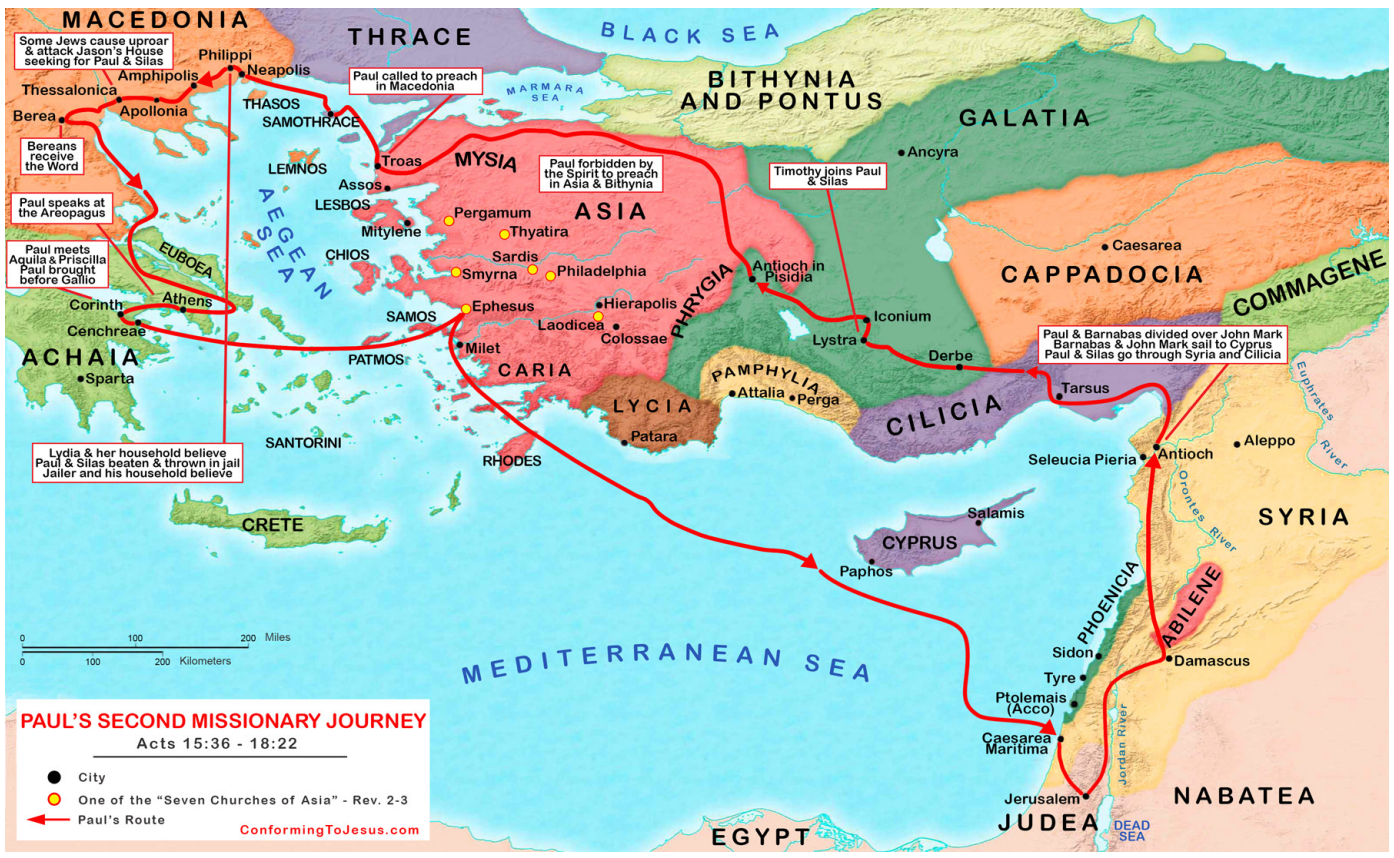 MACEDONIA
THRACE
BLACK SEA
Some Jews cause uproar
& attack Jason's House
seeking for Paul & Silas
Philippi
Neapolis
Amphipolis
Thessalonica
Apollonia
Berea
Paul called to preach
in Macedonia
MARMARA
SEA
BITHYNIA
AND PONTUS
GALATIA
THASOS
SAMOTHRACE
Bereans
receive
the Word
LEMNOS
Troas
MYSIA
Paul forbidden by
the Spirit to preach
in Asia & Bithynia
Ancyra
Timothy joins Paul
& Silas
Assos
LESBOS
Mitylene
AEGEAN
SEA
Paul speaks at
the Areopagus
Pergamum
ASIA
Thyatira
Paul meets
Aquila & Priscilla
Paul brought
before Gallio
EUBOEA
CHIOS
Sardis
Smyrna
Philadelphia
Antioch in
Pisidia
Caesarea
CAPPADOCIA
COMMAGENE
Corinth
Athens
Cenchreae
Ephesus
Hierapolis
Laodicea
Colossae
PHRYGIA
SAMOS
Iconium
Lystra
Derbe
Paul & Barnabas divided over John Mark
Barnabas & John Mark sail to Cyprus
Paul & Silas go through Syria and Cilicia
ACHAIA
Sparta
PATMOS
Milet
CARIA
PAMPHYLIA
Attalia
Perga
LYCIA
Patara
CILICIA
Tarsus
Euphrates
River
SANTORINI
RHODES
Lydia & her household believe
Paul & Silas beaten & thrown in jail
Jailer and his household believe
Seleucia Pieria
Antioch
Aleppo
Orontes
River
SYRIA
CRETE
Salamis
CYPRUS
Paphos
PHOENICIA
ABILENE
0 100 200 Miles
0 100 200 Kilometers
MEDITERRANEAN SEA
Sidon
Damascus
Tyre
Ptolemais
(Acco)
Caesarea
Maritima
Jordan River
Jerusalem
JUDEA
DEAD
SEA
NABATEA
EGYPT
PAUL'S SECOND MISSIONARY JOURNEY
Acts 15:36 - 18:22
City
One of the "Seven Churches of Asia" - Rev. 2-3
Paul's Route
ConformingToJesus.com